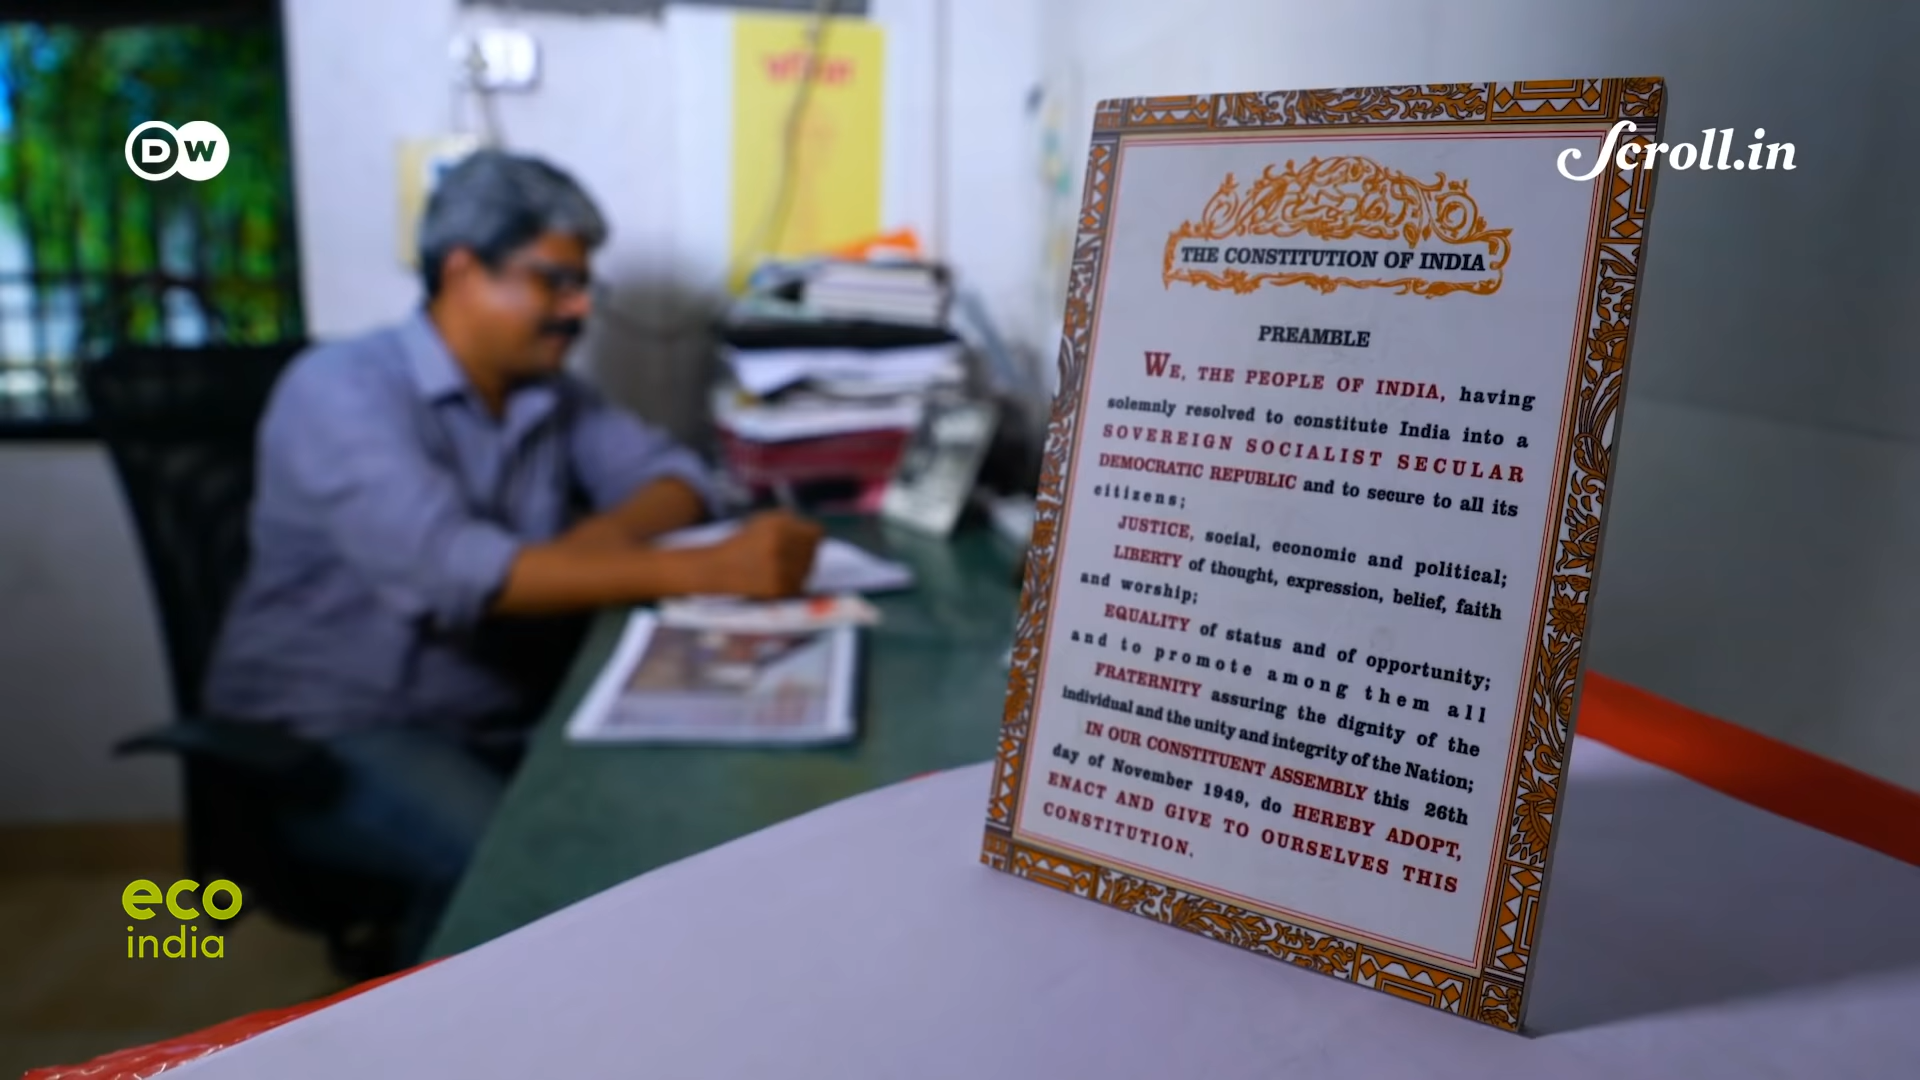 DW
Scroll.in
THE CONSTITUTION OF INDIA
PREAMBLE
WE, THE PEOPLE OF INDIA, having
solemnly resolved to constitute India into a
SOVEREIGN SOCIALIST SECULAR
DEMOCRATIC REPUBLIC and to secure to all its
citizens;
JUSTICE, social, economic and political;
LIBERTY of thought, expression, belief, faith
and worship;
EQUALITY of status and of opportunity;
and to promote among them all
FRATERNITY assuring the dignity of the
individual and the unity and integrity of the Nation;
IN OUR CONSTITUENT ASSEMBLY this 26th
day of November 1949, do HEREBY ADOPT,
ENACT AND GIVE TO OURSELVES THIS
CONSTITUTION.
eco
india